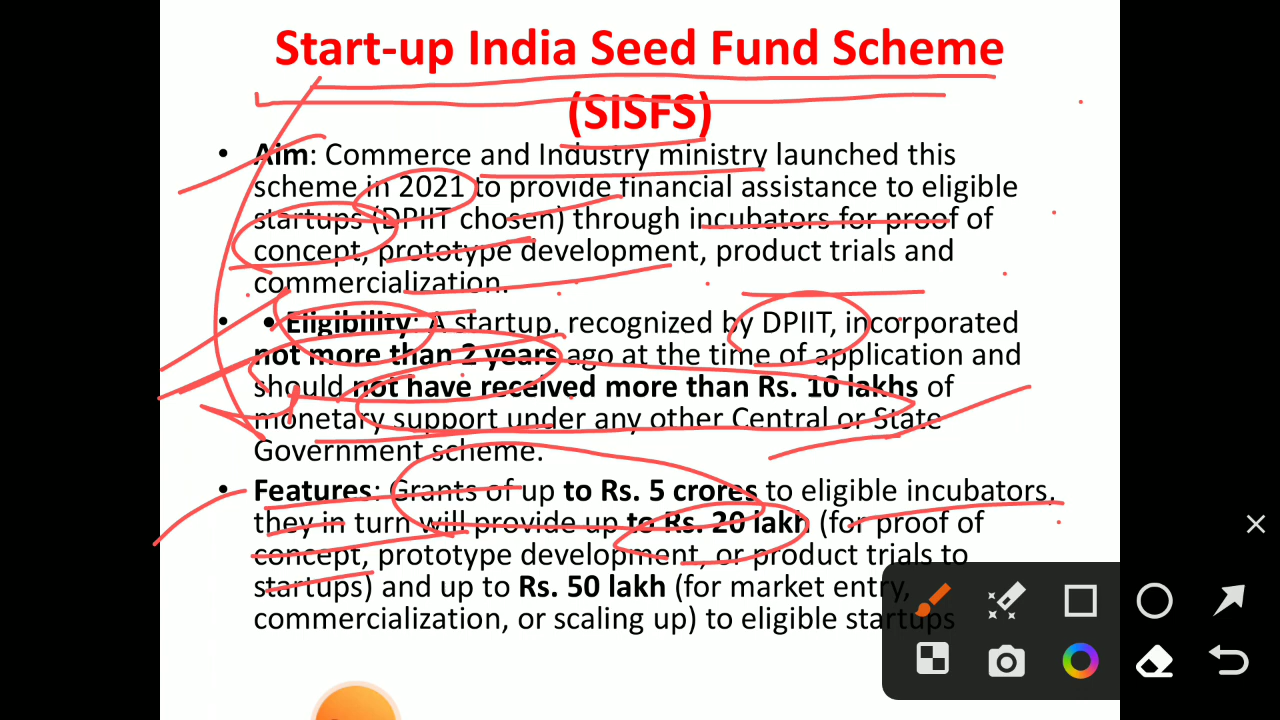 Start-up India Seed Fund Scheme
(SISFS)
• Aim: Commerce and Industry ministry launched this
scheme in 2021 to provide financial assistance to eligible
startups (DPIIT chosen) through incubators for proof of
concept, prototype development, product trials and
commercialization.
• • Eligibility: A startup, recognized by DPIIT, incorporated
not more than 2 years ago at the time of application and
should not have received more than Rs. 10 lakhs of
monetary support under any other Central or State
Government scheme.
• Features: Grants of up to Rs. 5 crores to eligible incubators,
they in turn will provide up to Rs. 20 lakh (for proof of
concept, prototype development, or product trials to
startups) and up to Rs. 50 lakh (for market entry,
commercialization, or scaling up) to eligible startups